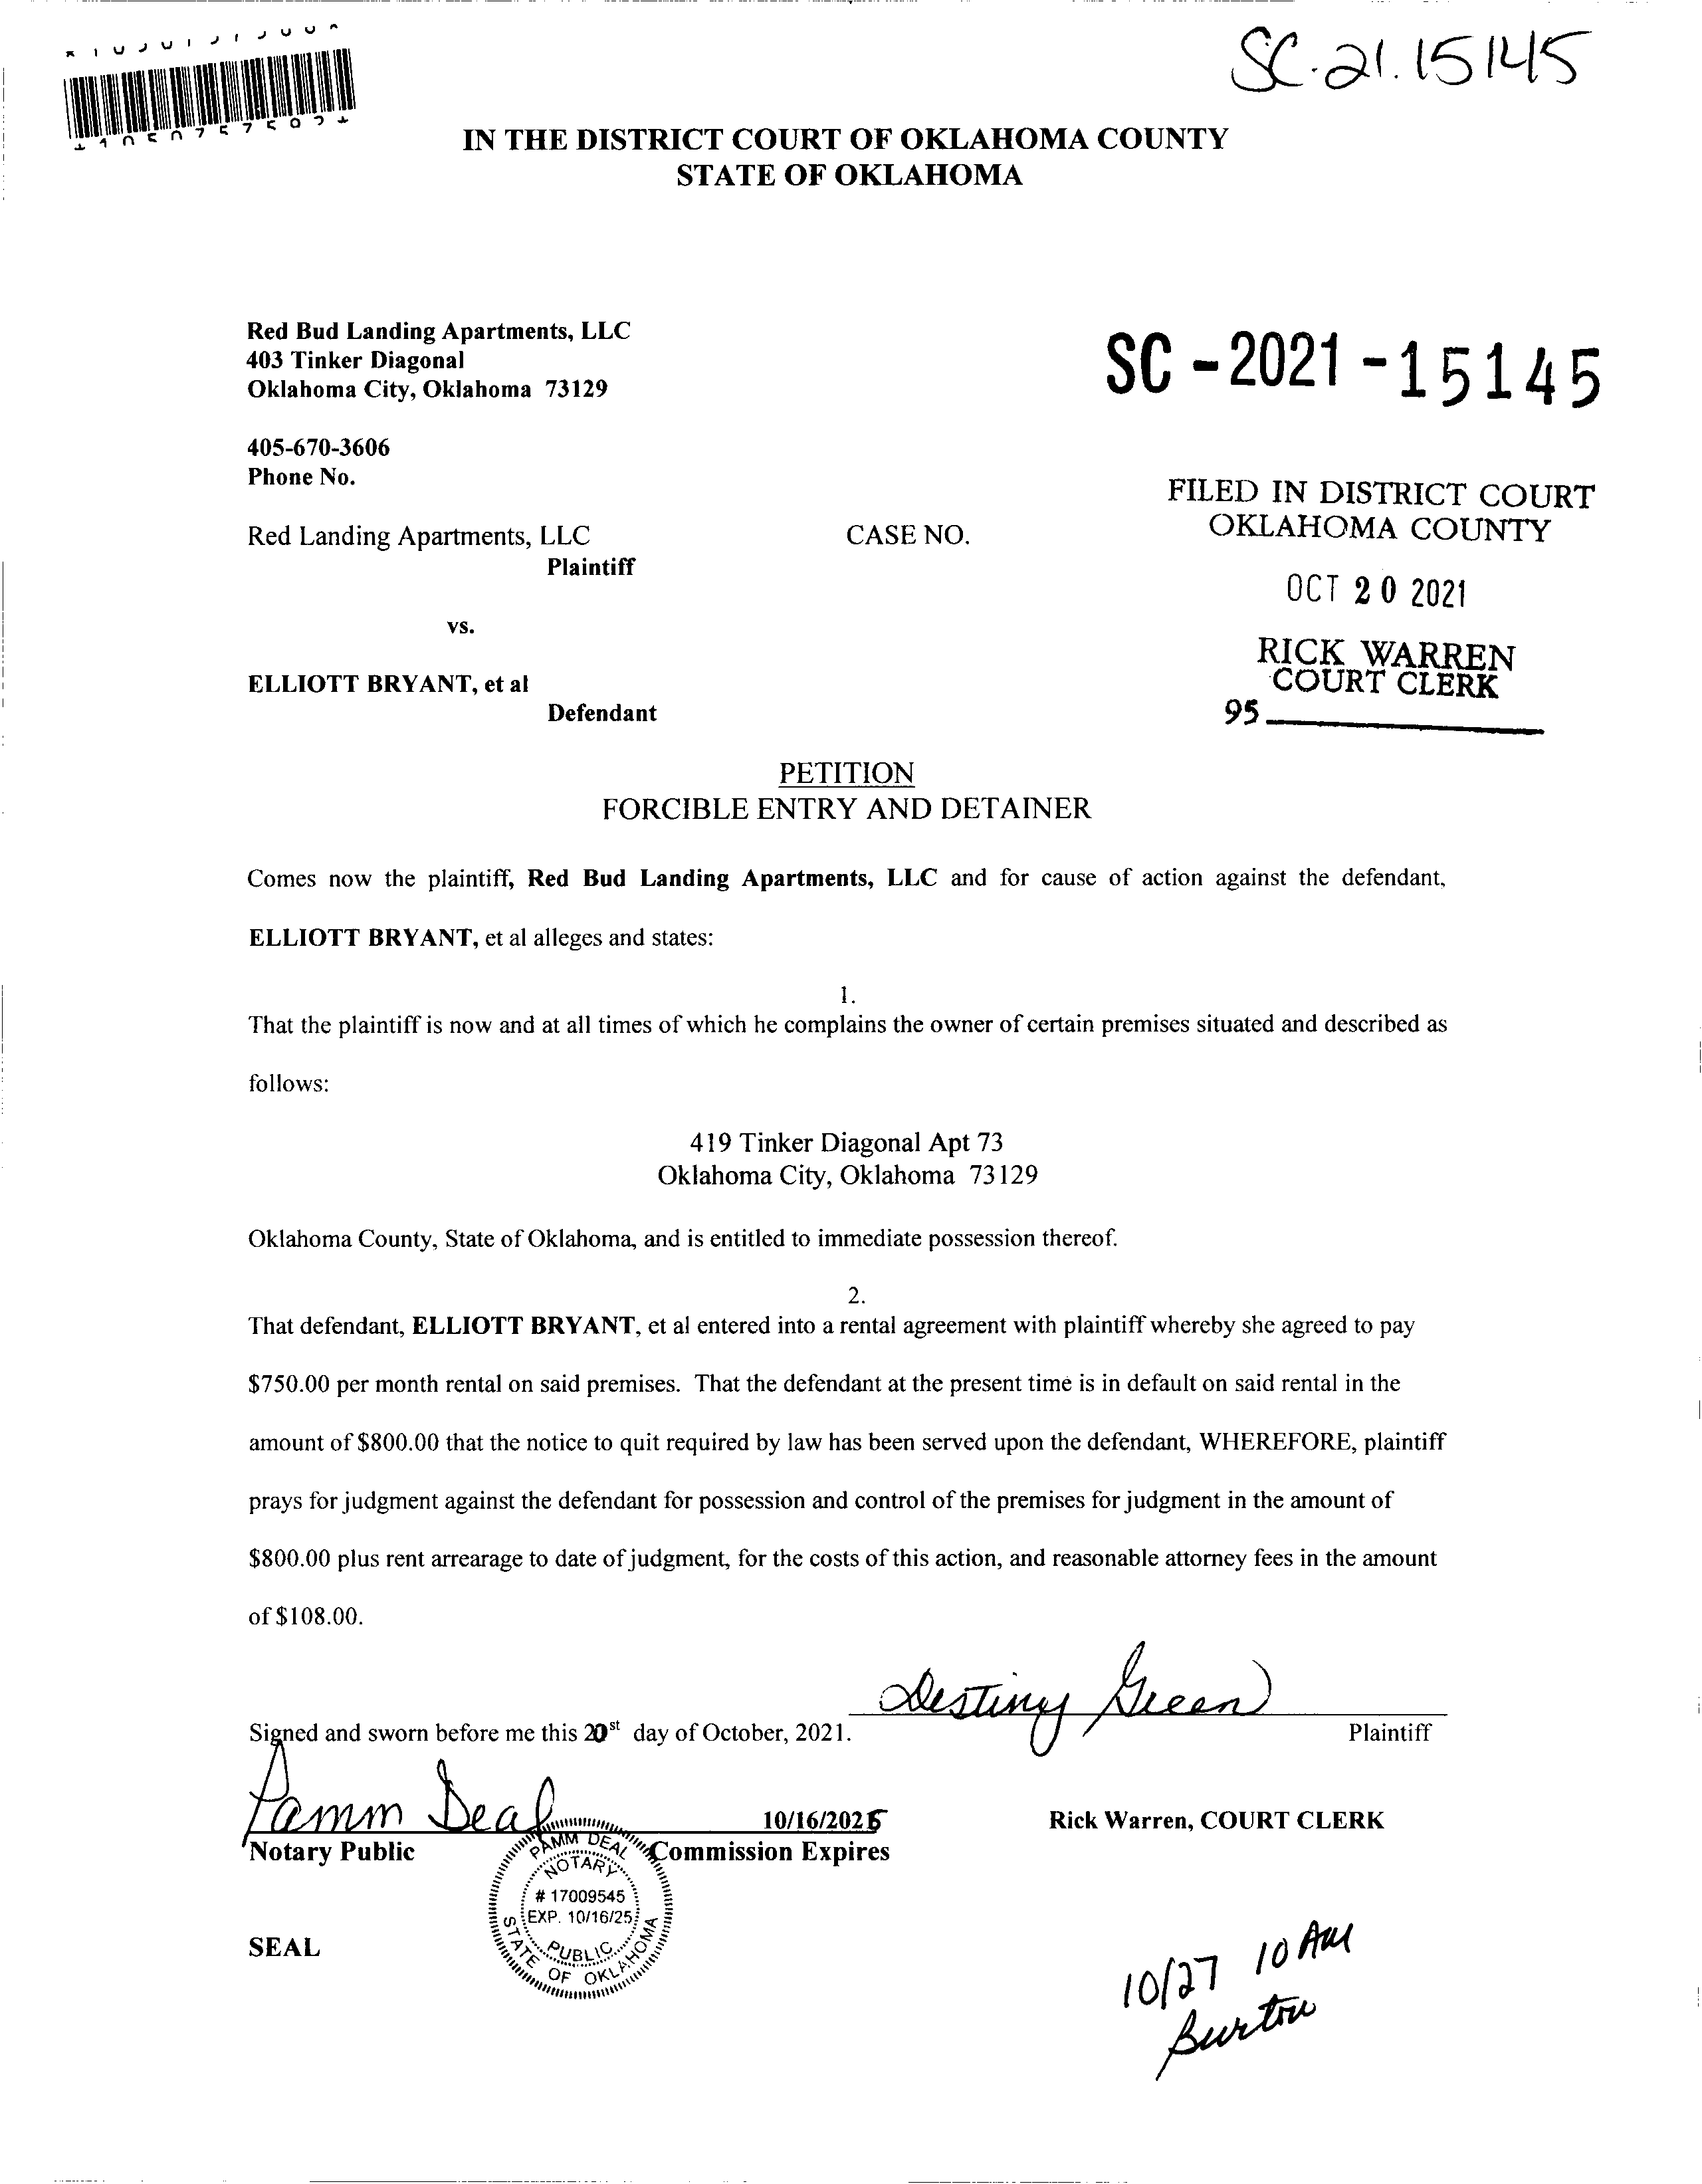 SC-21.15145
IN THE DISTRICT COURT OF OKLAHOMA COUNTY
STATE OF OKLAHOMA
Red Bud Landing Apartments, LLC
403 Tinker Diagonal
Oklahoma City, Oklahoma 73129
SC - 2021 - 15145
405-670-3606
Phone No.
FILED IN DISTRICT COURT
OKLAHOMA COUNTY
Red Landing Apartments, LLC CASE NO.
Plaintiff
OCT 20 2021
vs.
RICK WARREN
COURT CLERK
ELLIOTT BRYANT, et al
Defendant
95
PETITION
FORCIBLE ENTRY AND DETAINER
Comes now the plaintiff, Red Bud Landing Apartments, LLC and for cause of action against the defendant,
ELLIOTT BRYANT, et al alleges and states:
1.
That the plaintiff is now and at all times of which he complains the owner of certain premises situated and described as
follows:
419 Tinker Diagonal Apt 73
Oklahoma City, Oklahoma 73129
Oklahoma County, State of Oklahoma, and is entitled to immediate possession thereof.
2.
That defendant, ELLIOTT BRYANT, et al entered into a rental agreement with plaintiff whereby she agreed to pay
$750.00 per month rental on said premises. That the defendant at the present time is in default on said rental in the
amount of $800.00 that the notice to quit required by law has been served upon the defendant, WHEREFORE, plaintiff
prays for judgment against the defendant for possession and control of the premises for judgment in the amount of
$800.00 plus rent arrearage to date of judgment, for the costs of this action, and reasonable attorney fees in the amount
of $108.00.
Destiny Green
Signed and sworn before me this 20st day of October, 2021.
Plaintiff
Pamm Deal
10/16/2025
Rick Warren, COURT CLERK
Notary Public
Commission Expires
PAMM DEAL
NOTARY
# 17009545
EXP. 10/16/25
PUBLIC
STATE OF OKLAHOMA
SEAL
10/27 10 AM
Burton